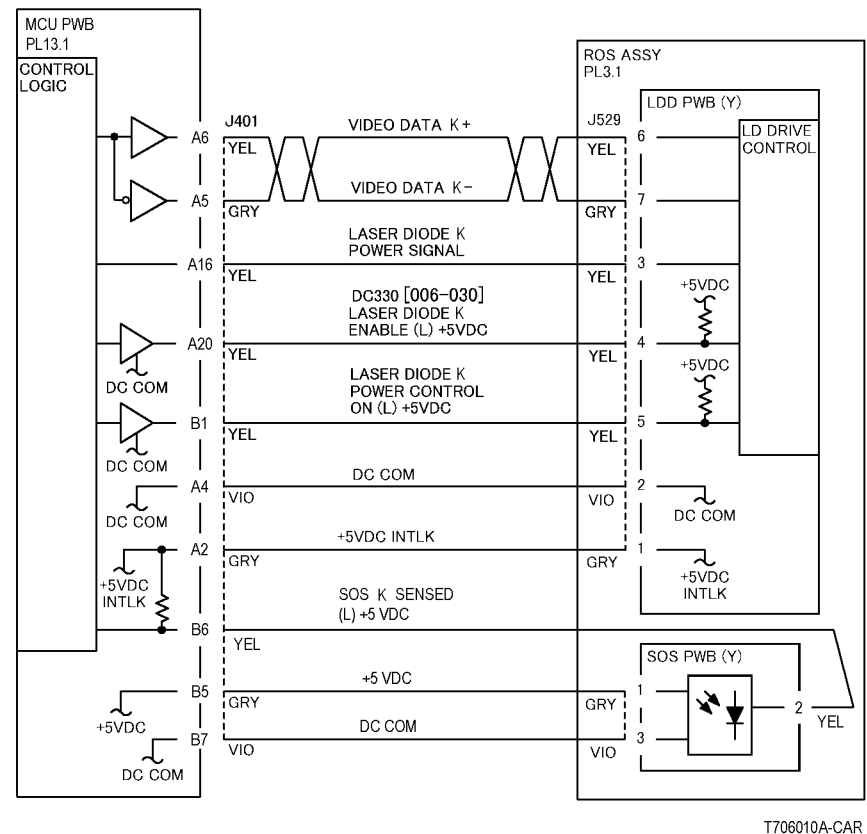 MCU PWB
PL13.1
CONTROL
LOGIC
ROS ASSY
PL3.1
LDD PWB (Y)
LD DRIVE
CONTROL
J401
J529
A6
YEL
VIDEO DATA K+
YEL
6
A5
GRY
VIDEO DATA K−
GRY
7
LASER DIODE K
POWER SIGNAL
A16
YEL
YEL
3
DC330 [006-030]
LASER DIODE K
ENABLE (L) +5VDC
+5VDC
A20
YEL
YEL
4
DC COM
LASER DIODE K
POWER CONTROL
ON (L) +5VDC
+5VDC
B1
YEL
YEL
5
DC COM
A4
VIO
DC COM
VIO
2
DC COM
DC COM
A2
GRY
+5VDC INTLK
GRY
1
+5VDC
INTLK
+5VDC
INTLK
SOS K SENSED
(L) +5 VDC
B6
YEL
SOS PWB (Y)
B5
GRY
+5 VDC
GRY
1
2
YEL
+5VDC
B7
VIO
DC COM
VIO
3
DC COM
T706010A-CAR